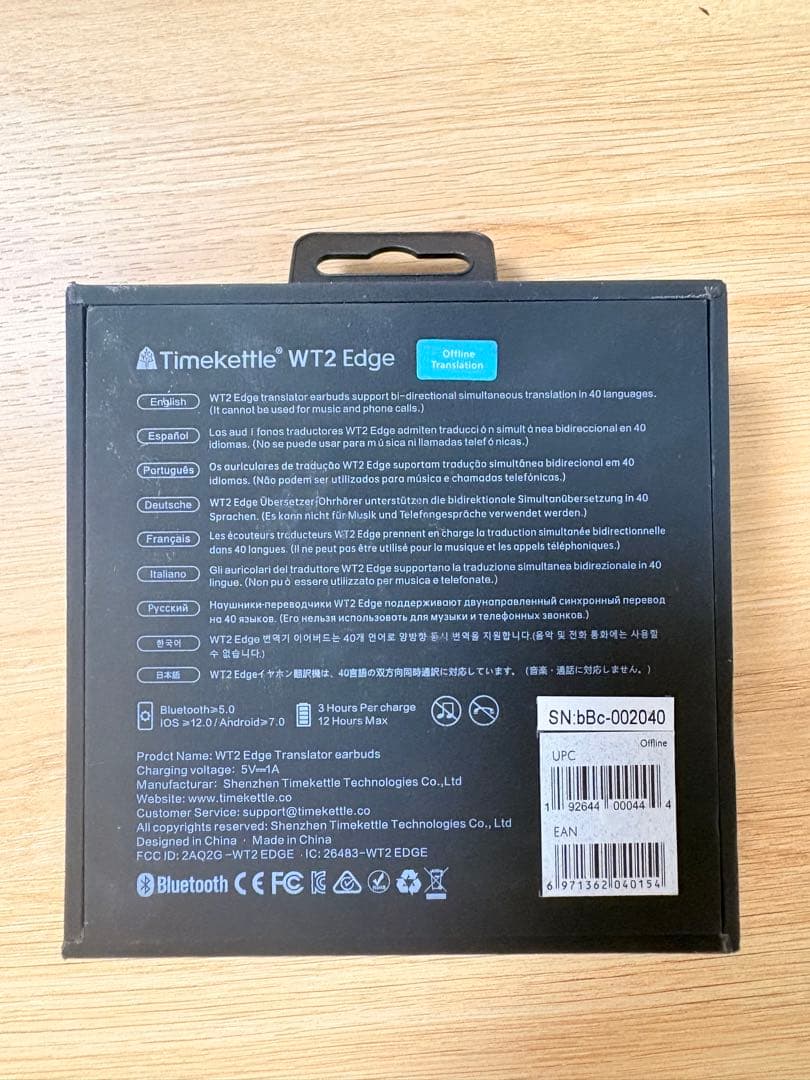 Timekettle® WT2 Edge
Offline
Translation
English
WT2 Edge translator earbuds support bi-directional simultaneous translation in 40 languages.
(It cannot be used for music and phone calls.)
Español
Los aud í fonos traductores WT2 Edge admiten traducci ó n simult á nea bidireccional en 40
idiomas. (No se puede usar para m ú sica ni llamadas telef ó nicas.)
Português
Os auriculares de tradução WT2 Edge suportam tradução simultânea bidirecional em 40
idiomas. (Não podem ser utilizados para música e chamadas telefónicas.)
Deutsche
WT2 Edge Übersetzer-Ohrhörer unterstützen die bidirektionale Simultanübersetzung in 40
Sprachen. (Es kann nicht für Musik und Telefongespräche verwendet werden.)
Français
Les écouteurs traducteurs WT2 Edge prennent en charge la traduction simultanée bidirectionnelle
dans 40 langues. (Il ne peut pas être utilisé pour la musique et les appels téléphoniques.)
Italiano
Gli auricolari del traduttore WT2 Edge supportano la traduzione simultanea bidirezionale in 40
lingue. (Non pu ò essere utilizzato per musica e telefonate.)
Русский
Наушники-переводчики WT2 Edge поддерживают двунаправленный синхронный перевод
на 40 языков. (Его нельзя использовать для музыки и телефонных звонков.)
한국어
WT2 Edge 번역기 이어버드는 40개 언어로 양방향 동시 번역을 지원합니다.(음악 및 전화 통화에는 사용할
수 없습니다.)
日本語
WT2 Edgeイヤホン翻訳機は、40言語の双方向同時通訳に対応しています。（音楽・通話に対応しません。）
Bluetooth≥5.0
iOS ≥12.0/Android≥7.0
3 Hours Per charge
12 Hours Max
Prodct Name: WT2 Edge Translator earbuds
Charging voltage: 5V⎓1A
Manufacturar: Shenzhen Timekettle Technologies Co.,Ltd
Website: www.timekettle.co
Customer Service: support@timekettle.co
All copyrights reserved: Shenzhen Timekettle Technologies Co., Ltd
Designed in China · Made in China
FCC ID: 2AQ2G-WT2 EDGE · IC: 26483-WT2 EDGE
Bluetooth CE FC
SN:bBc-002040
Offline
UPC
1 92644 00044 4
EAN
6 971362 040154